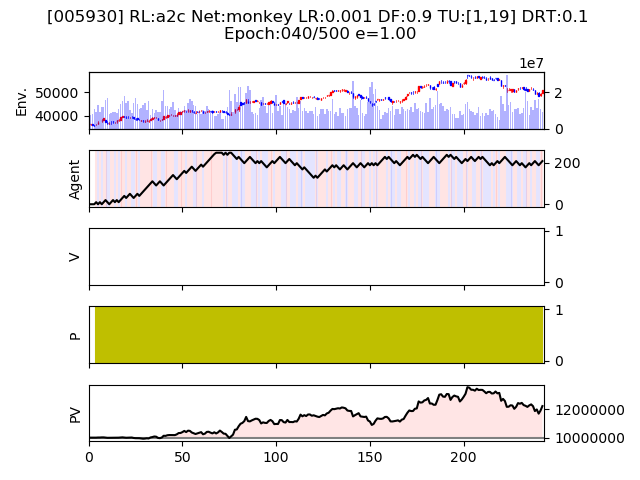 [005930] RL:a2c Net:monkey LR:0.001 DF:0.9 TU:[1,19] DRT:0.1
Epoch:040/500 e=1.00
1e7
Env.
50000
40000
2
0
Agent
200
0
V
1
0
P
1
0
PV
12000000
10000000
0 50 100 150 200